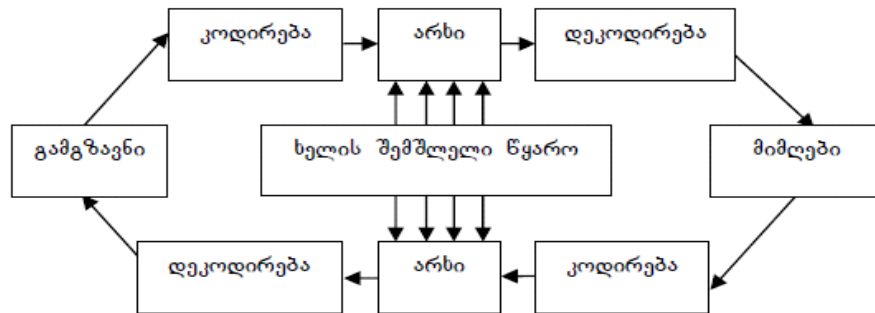 კოდირება
არხი
დეკოდირება
გამგზავნი
ხელის შემშლელი წყარო
მიმღები
დეკოდირება
არხი
კოდირება